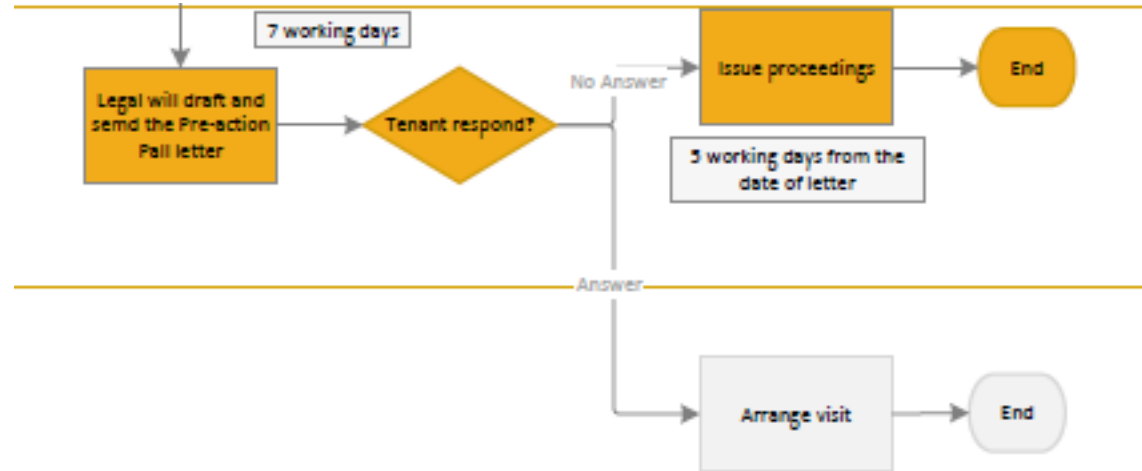 7 working days
Legal will draft and
semd the Pre-action
Pall letter
Tenant respond?
No Answer
Issue proceedings
End
5 working days from the
date of letter
Answer
Arrange visit
End